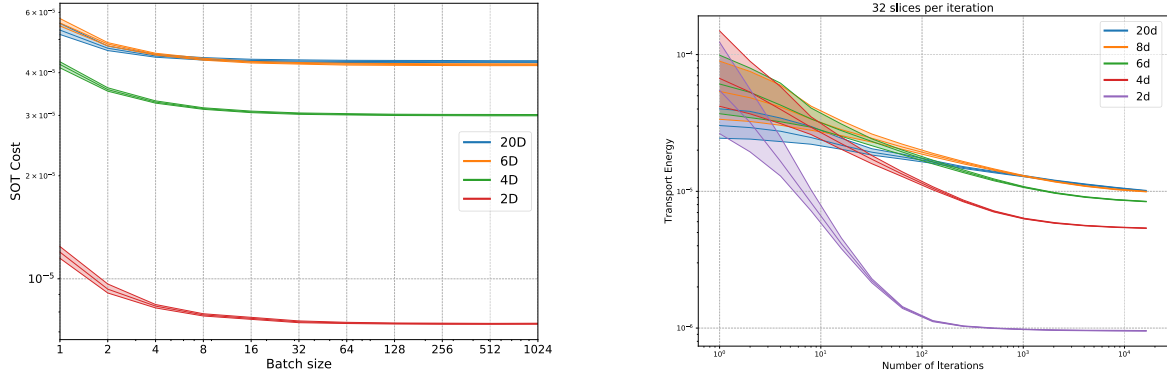 6 × 10⁻⁵
4 × 10⁻⁵
3 × 10⁻⁵
2 × 10⁻⁵
10⁻⁵
SOT Cost
20D
6D
4D
2D
1 2 4 8 16 32 64 128 256 512 1024
Batch size
32 slices per iteration
10⁻⁴
10⁻⁵
10⁻⁶
Transport Energy
20d
8d
6d
4d
2d
10⁰ 10¹ 10² 10³ 10⁴
Number of Iterations